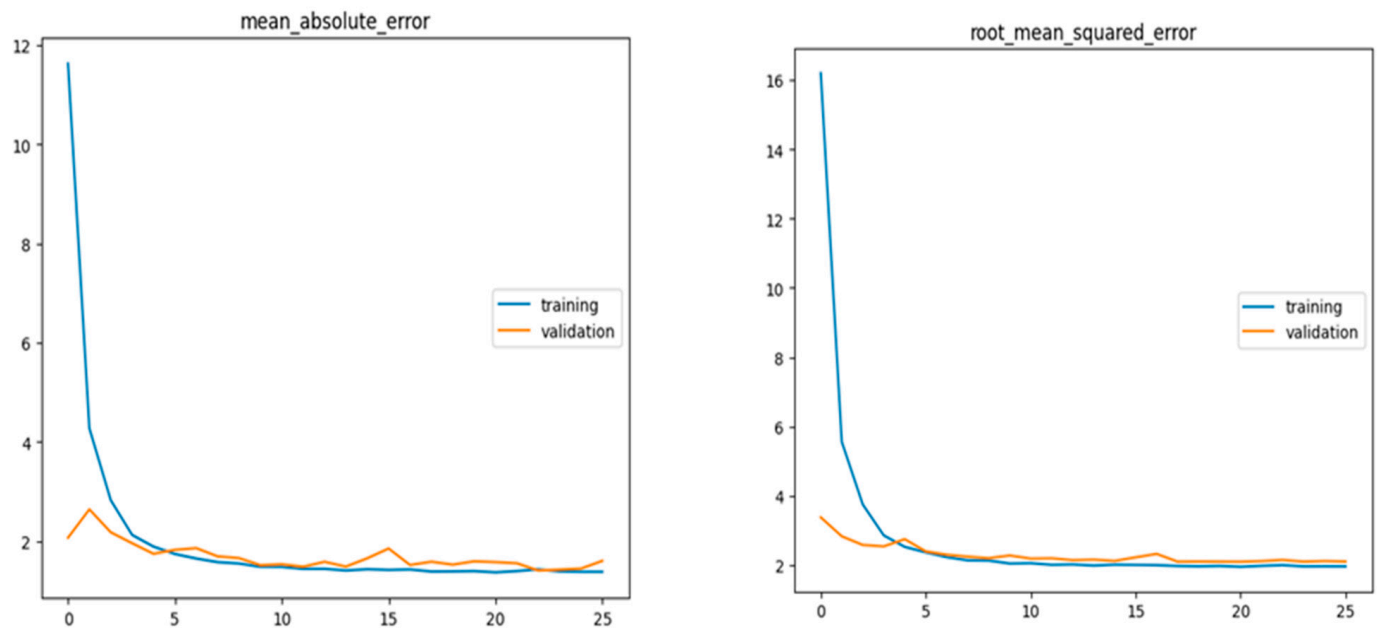 mean_absolute_error
12
10
8
6
4
2
0 5 10 15 20 25
training
validation
root_mean_squared_error
16
14
12
10
8
6
4
2
0 5 10 15 20 25
training
validation